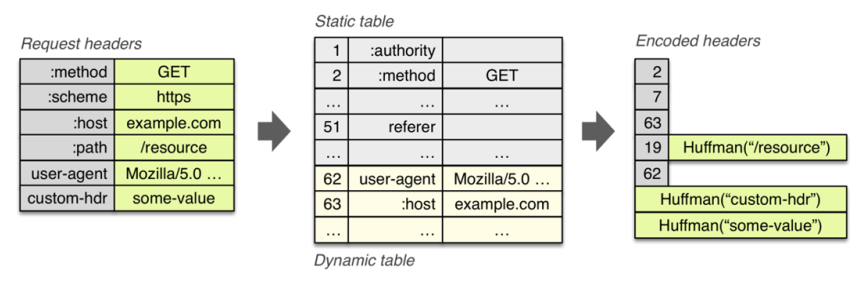 Request headers
:method GET
:scheme https
:host example.com
:path /resource
user-agent Mozilla/5.0 ...
custom-hdr some-value
Static table
1 :authority
2 :method GET
... ... ...
51 referer
... ... ...
62 user-agent Mozilla/5.0 ...
63 :host example.com
... ... ...
Dynamic table
Encoded headers
2
7
63
19 Huffman(“/resource”)
62
Huffman(“custom-hdr”)
Huffman(“some-value”)